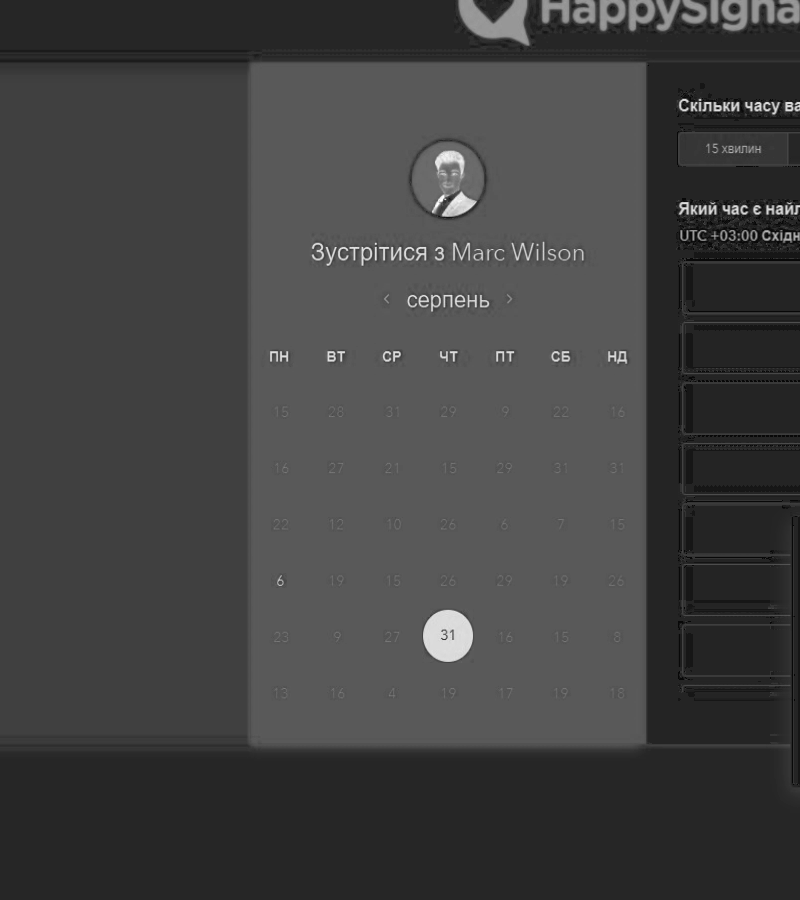 HappySigna
Зустрітися з Marc Wilson
< серпень >
ПН ВТ СР ЧТ ПТ СБ НД
15 28 31 29 9 22 16
16 27 21 15 29 31 31
22 12 10 26 6 7 15
6 19 15 26 29 19 26
23 9 27 31 16 15 8
13 16 4 19 17 19 18
Скільки часу ва
15 хвилин
Який час є найл
UTC +03:00 Східн